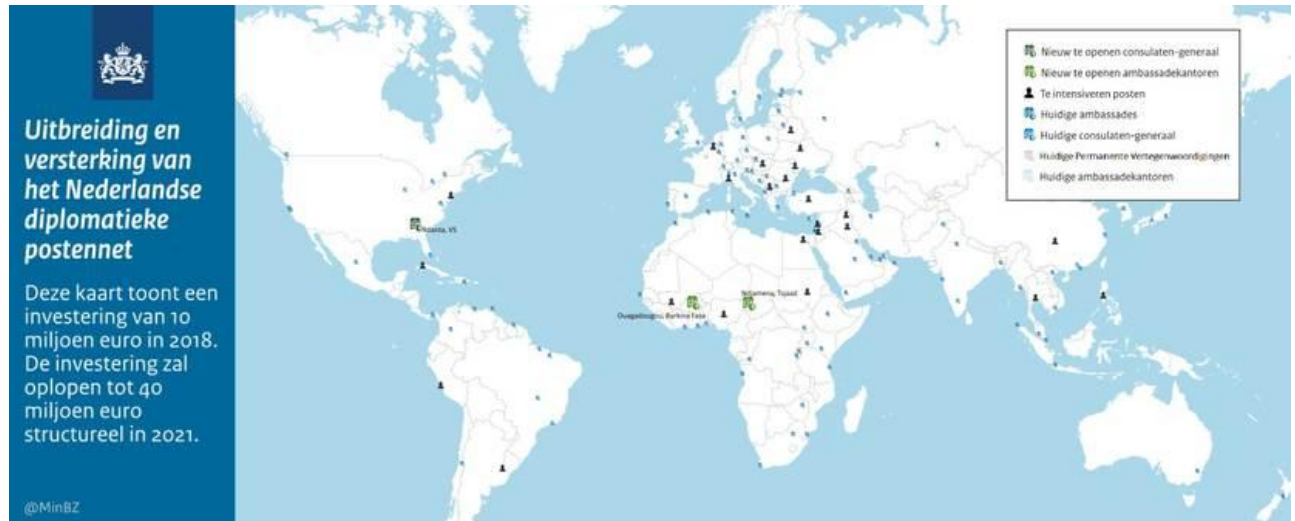 Uitbreiding en
versterking van
het Nederlandse
diplomatieke
postennet
Deze kaart toont een
investering van 10
miljoen euro in 2018.
De investering zal
oplopen tot 40
miljoen euro
structureel in 2021.
@MinBZ
Nieuw te openen consulaten-generaal
Nieuw te openen ambassadekantoren
Te intensiveren posten
Huidige ambassades
Huidige consulaten-generaal
Huidige Permanente Vertegenwoordigingen
Huidige ambassadekantoren
Atlanta, VS
Ndjamena, Tsjaad
Ouagadougou, Burkina Faso